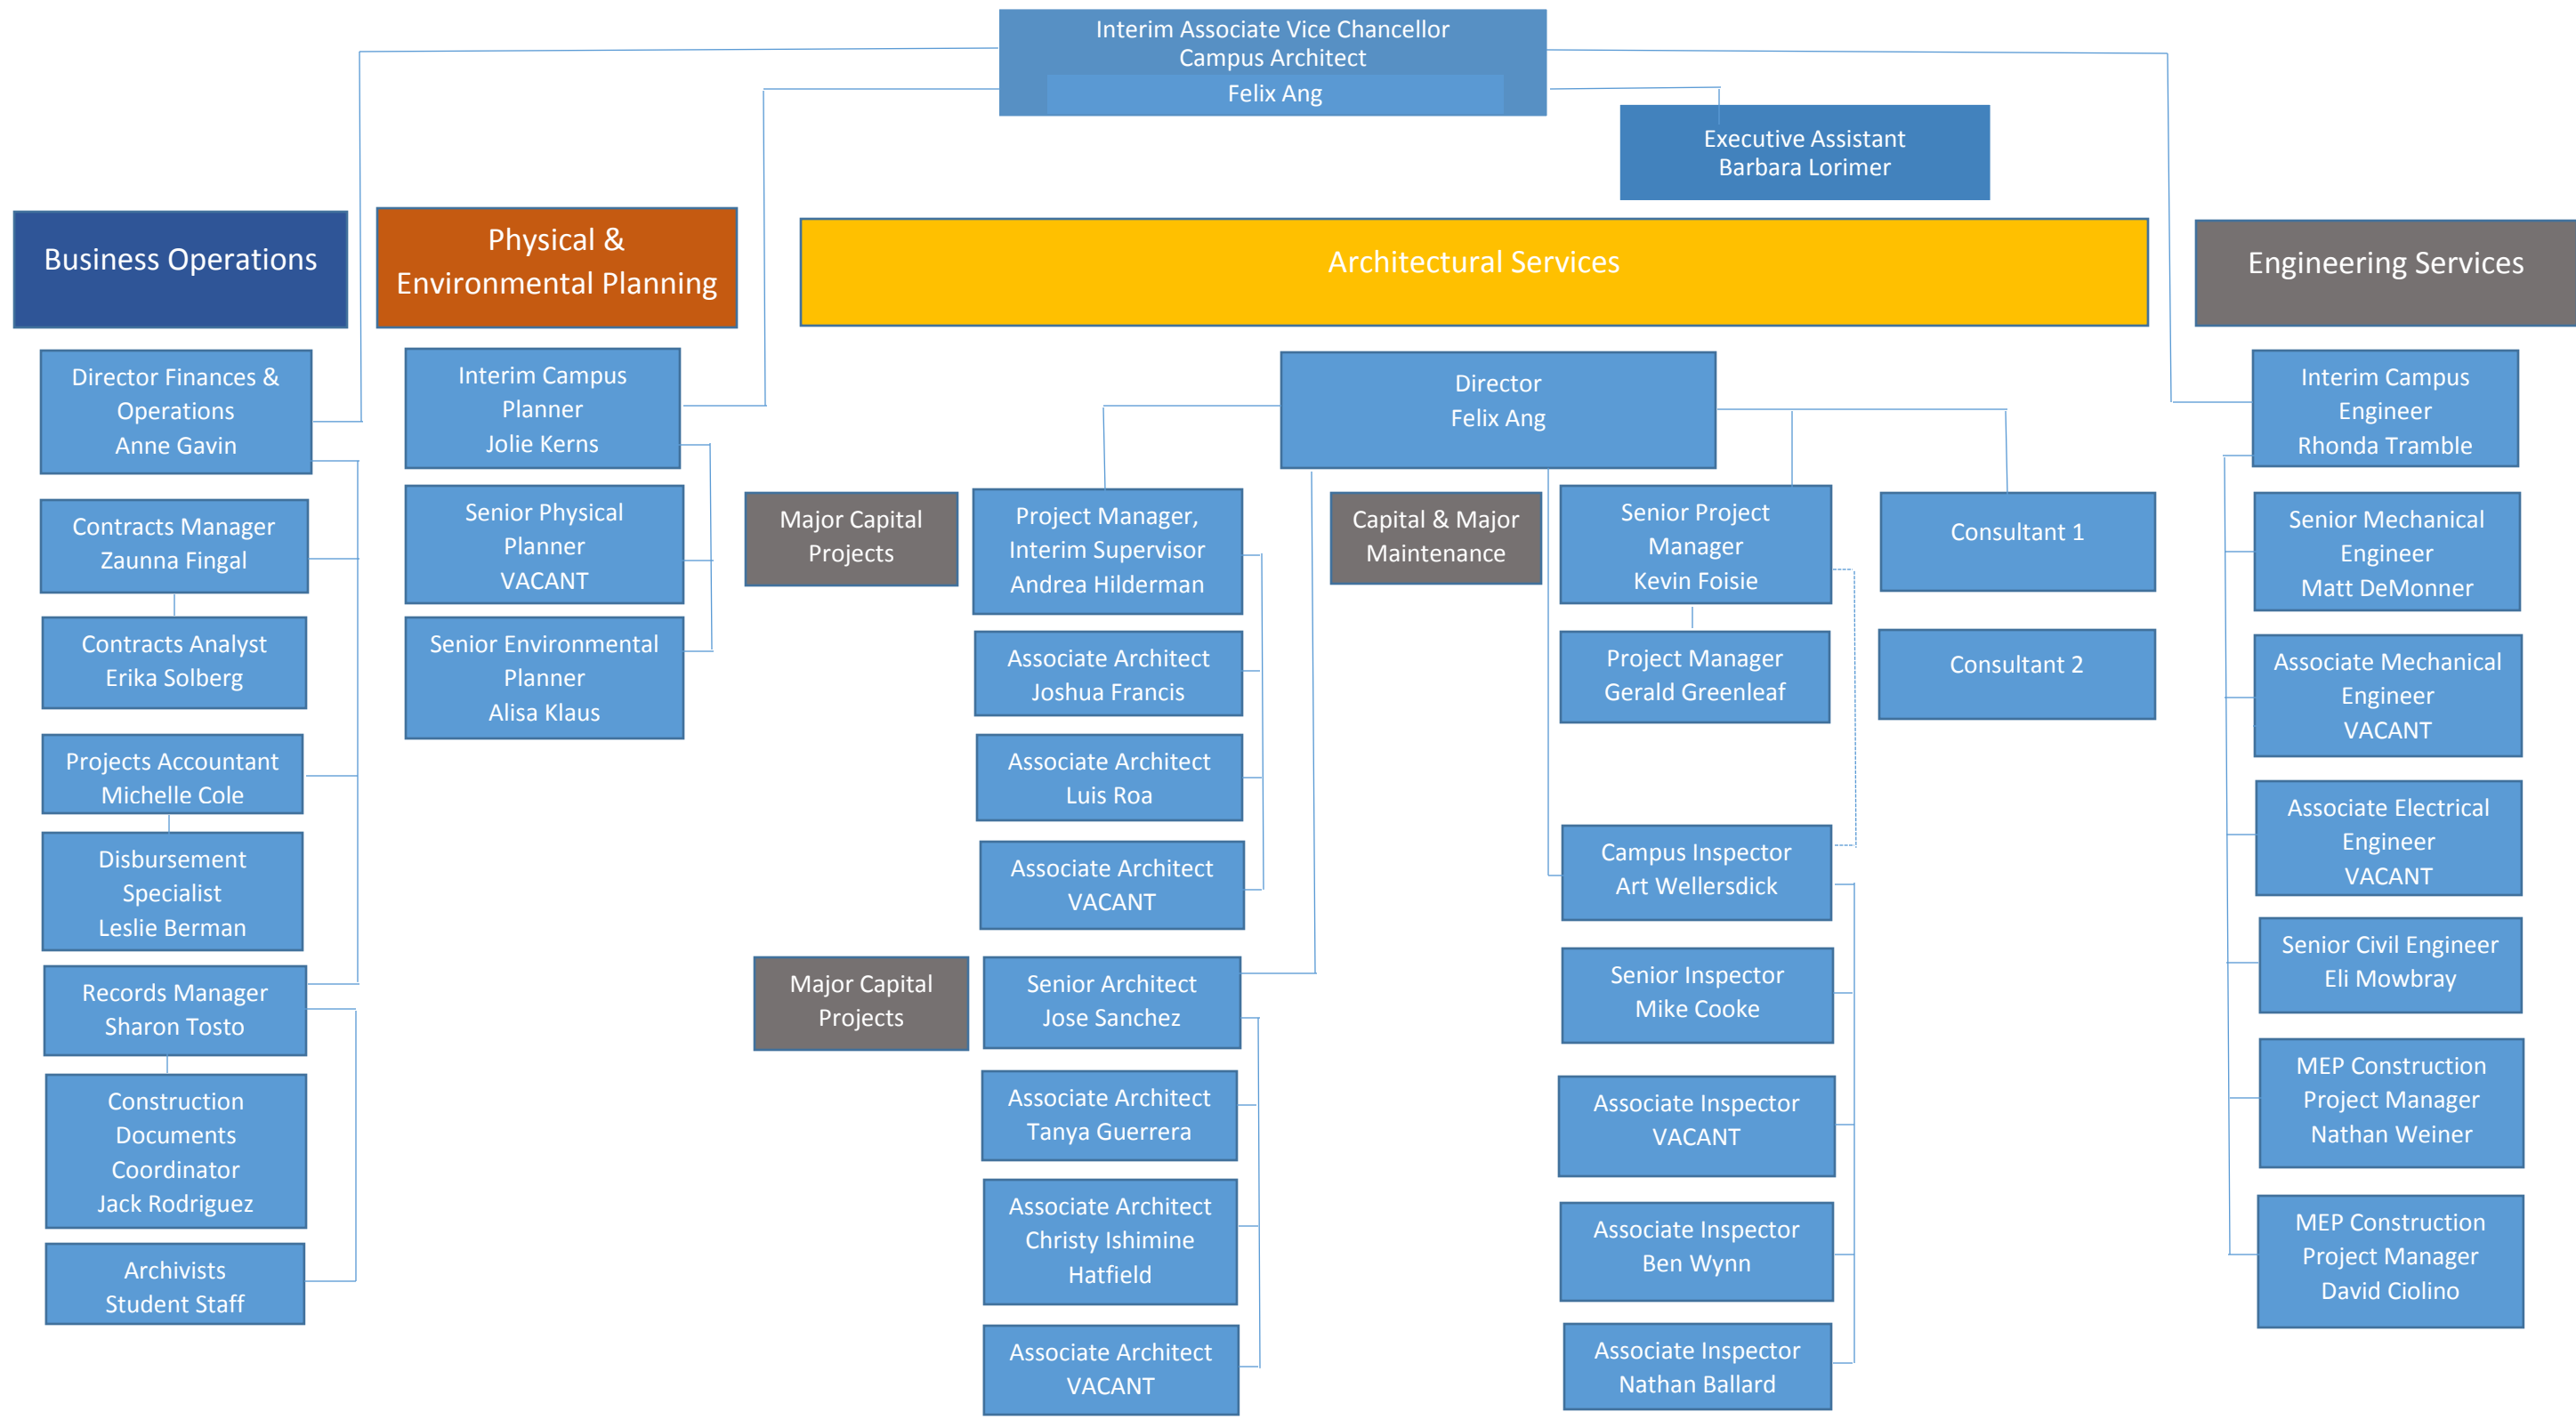 Interim Associate Vice Chancellor
Campus Architect
Felix Ang
Executive Assistant
Barbara Lorimer
Business Operations
Physical &
Environmental Planning
Architectural Services
Engineering Services
Director Finances &
Operations
Anne Gavin
Contracts Manager
Zaunna Fingal
Contracts Analyst
Erika Solberg
Projects Accountant
Michelle Cole
Disbursement
Specialist
Leslie Berman
Records Manager
Sharon Tosto
Construction
Documents
Coordinator
Jack Rodriguez
Archivists
Student Staff
Interim Campus
Planner
Jolie Kerns
Senior Physical
Planner
VACANT
Senior Environmental
Planner
Alisa Klaus
Director
Felix Ang
Major Capital
Projects
Project Manager,
Interim Supervisor
Andrea Hilderman
Associate Architect
Joshua Francis
Associate Architect
Luis Roa
Associate Architect
VACANT
Major Capital
Projects
Senior Architect
Jose Sanchez
Associate Architect
Tanya Guerrera
Associate Architect
Christy Ishimine
Hatfield
Associate Architect
VACANT
Capital & Major
Maintenance
Senior Project
Manager
Kevin Foisie
Project Manager
Gerald Greenleaf
Campus Inspector
Art Wellersdick
Senior Inspector
Mike Cooke
Associate Inspector
VACANT
Associate Inspector
Ben Wynn
Associate Inspector
Nathan Ballard
Consultant 1
Consultant 2
Interim Campus
Engineer
Rhonda Tramble
Senior Mechanical
Engineer
Matt DeMonner
Associate Mechanical
Engineer
VACANT
Associate Electrical
Engineer
VACANT
Senior Civil Engineer
Eli Mowbray
MEP Construction
Project Manager
Nathan Weiner
MEP Construction
Project Manager
David Ciolino